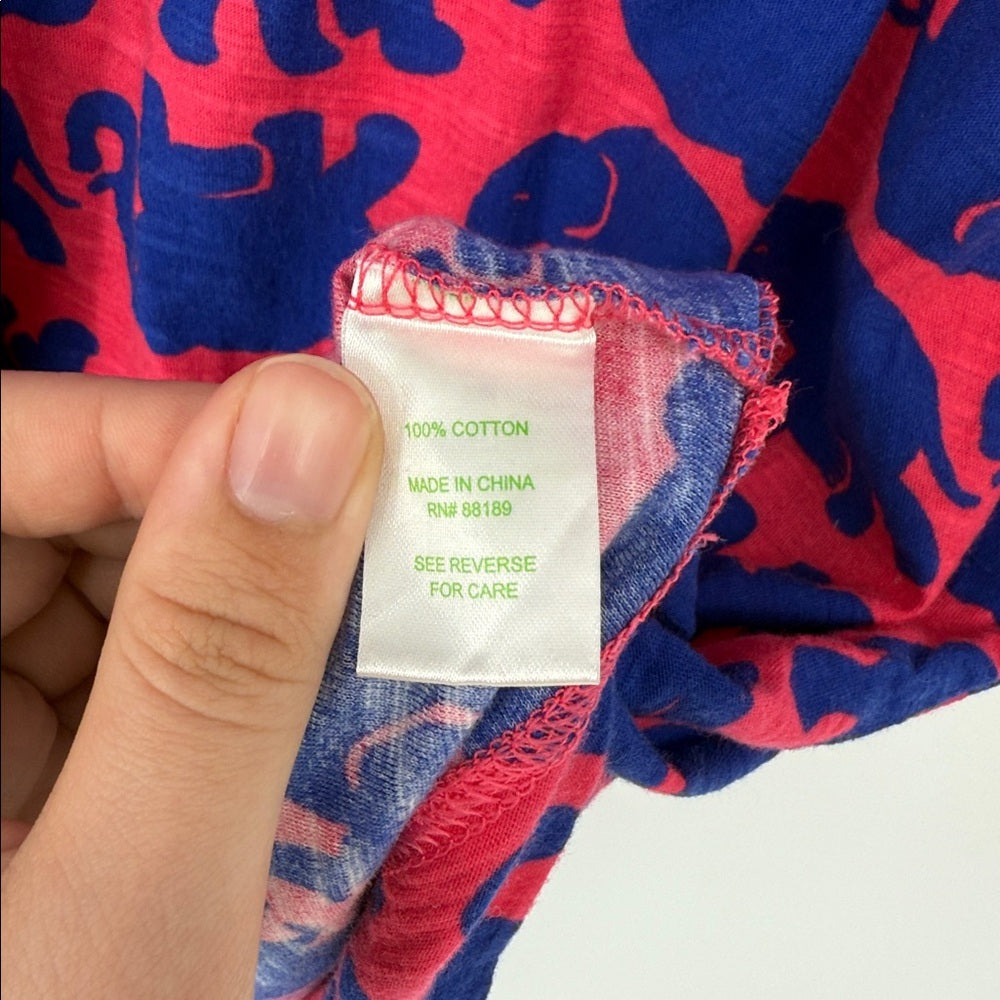 100% COTTON
MADE IN CHINA
RN# 88189
SEE REVERSE
FOR CARE